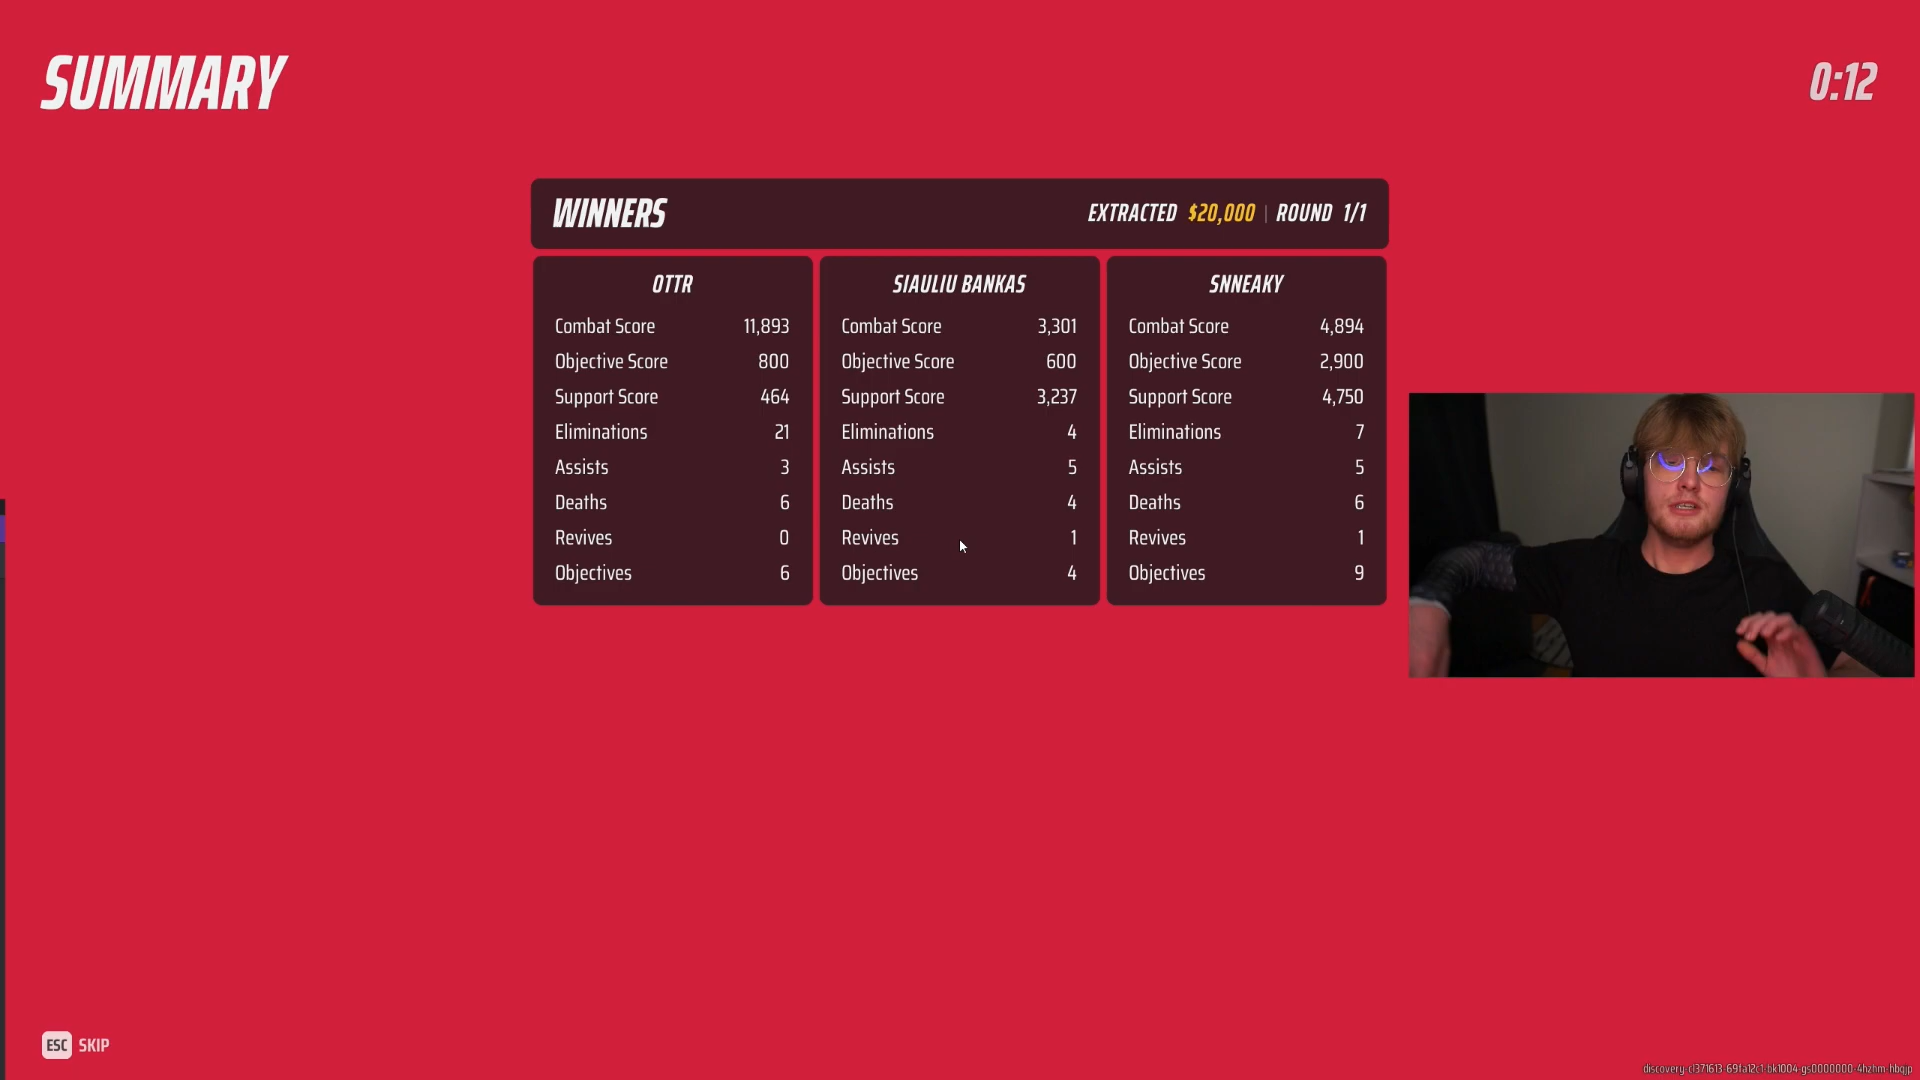 SUMMARY
0:12
WINNERS
EXTRACTED $20,000 | ROUND 1/1
OTTR
Combat Score 11,893
Objective Score 800
Support Score 464
Eliminations 21
Assists 3
Deaths 6
Revives 0
Objectives 6
SIAULIU BANKAS
Combat Score 3,301
Objective Score 600
Support Score 3,237
Eliminations 4
Assists 5
Deaths 4
Revives 1
Objectives 4
SNNEAKY
Combat Score 4,894
Objective Score 2,900
Support Score 4,750
Eliminations 7
Assists 5
Deaths 6
Revives 1
Objectives 9
ESC SKIP